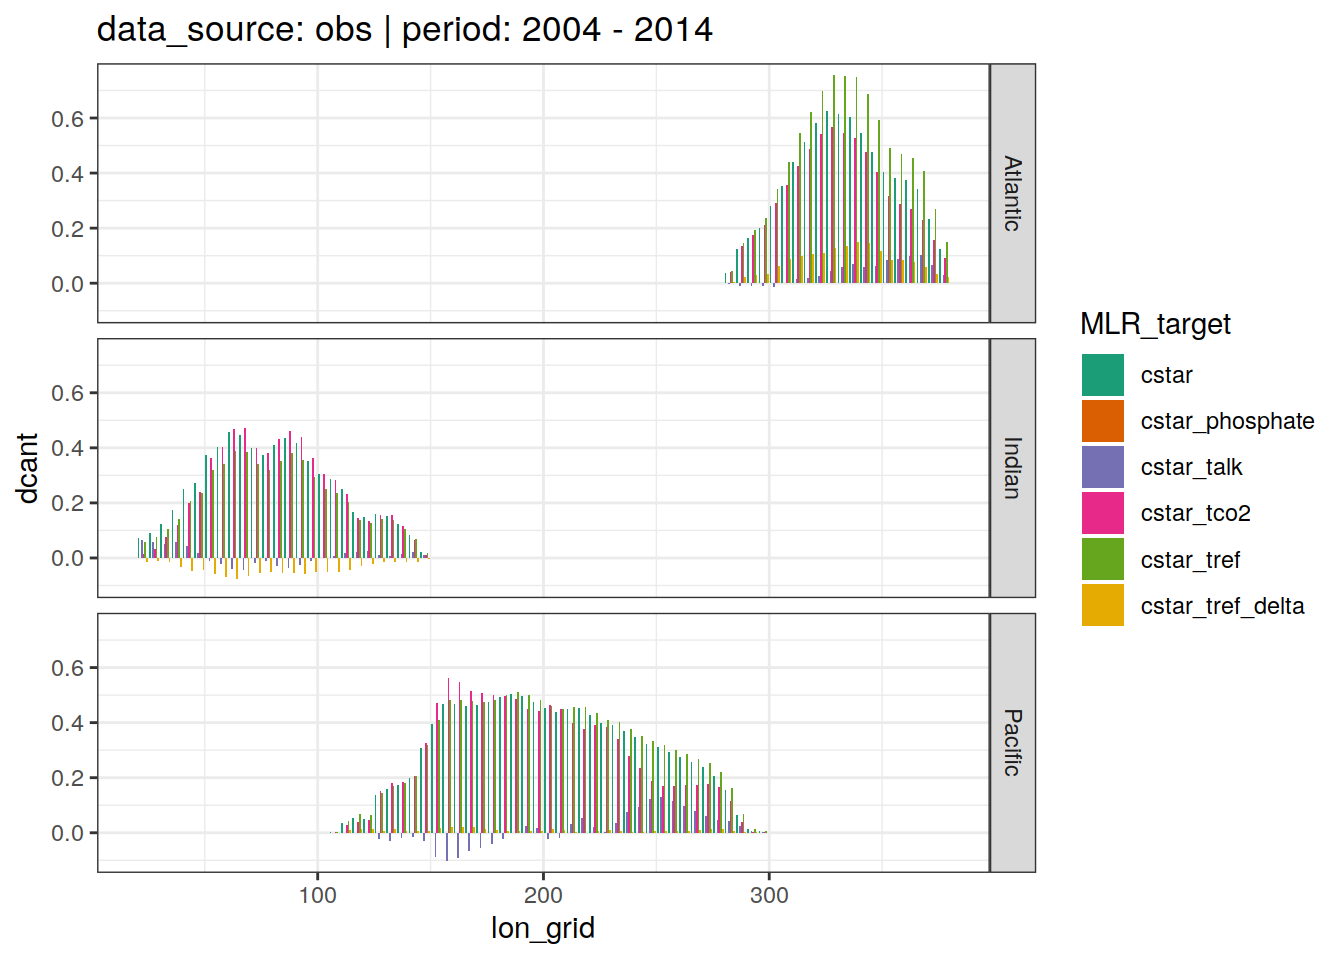 data_source: obs | period: 2004 - 2014
0.6
0.4
0.2
0.0
Atlantic
0.6
0.4
0.2
0.0
Indian
0.6
0.4
0.2
0.0
Pacific
100
200
300
lon_grid
dcant
MLR_target
cstar
cstar_phosphate
cstar_talk
cstar_tco2
cstar_tref
cstar_tref_delta